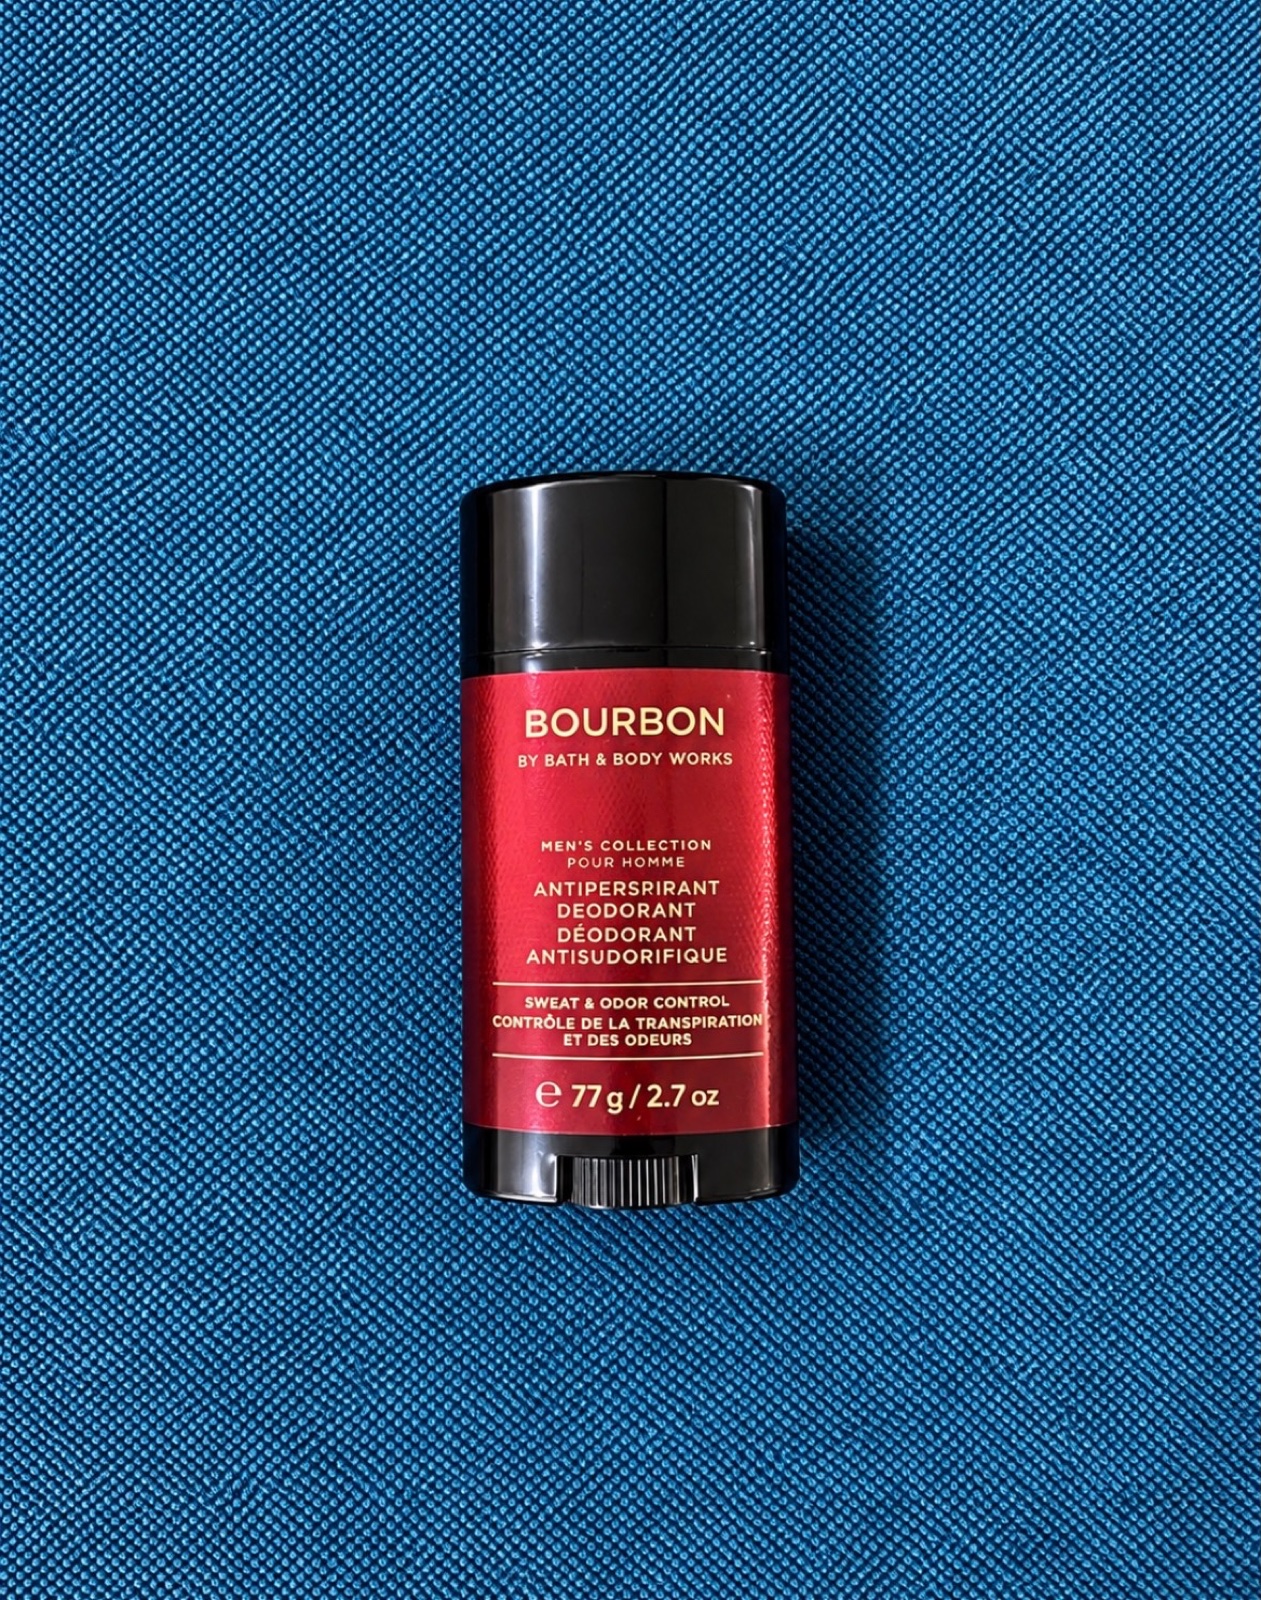 BOURBON
BY BATH & BODY WORKS
MEN'S COLLECTION
POUR HOMME
ANTIPERSRIRANT
DEODORANT
DÉODORANT
ANTISUDORIFIQUE
SWEAT & ODOR CONTROL
CONTRÔLE DE LA TRANSPIRATION
ET DES ODEURS
℮ 77 g / 2.7 oz